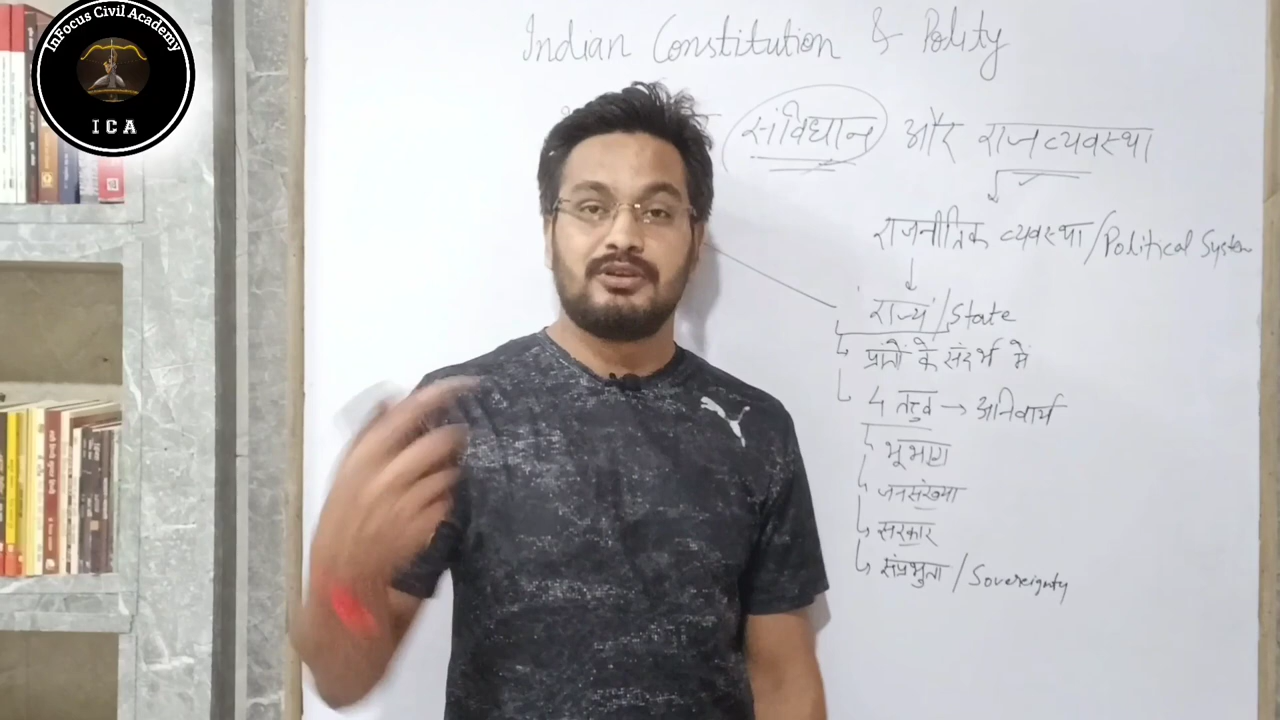 InFocus Civil Academy
ICA
Indian Constitution & Polity
संविधान और राजव्यवस्था
राजनीतिक व्यवस्था/Political System
राज्य/State
प्रांतों के संदर्भ में
4 तत्त्व → अनिवार्य
भूभाग
जनसंख्या
सरकार
संप्रभुता/Sovereignty